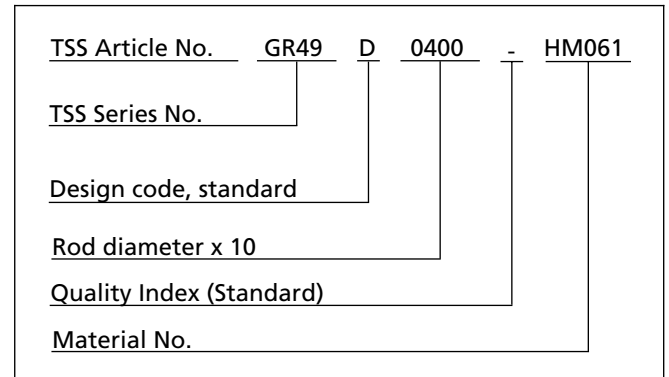 TSS Article No. GR49 D 0400 - HM061
TSS Series No.
Design code, standard
Rod diameter x 10
Quality Index (Standard)
Material No.